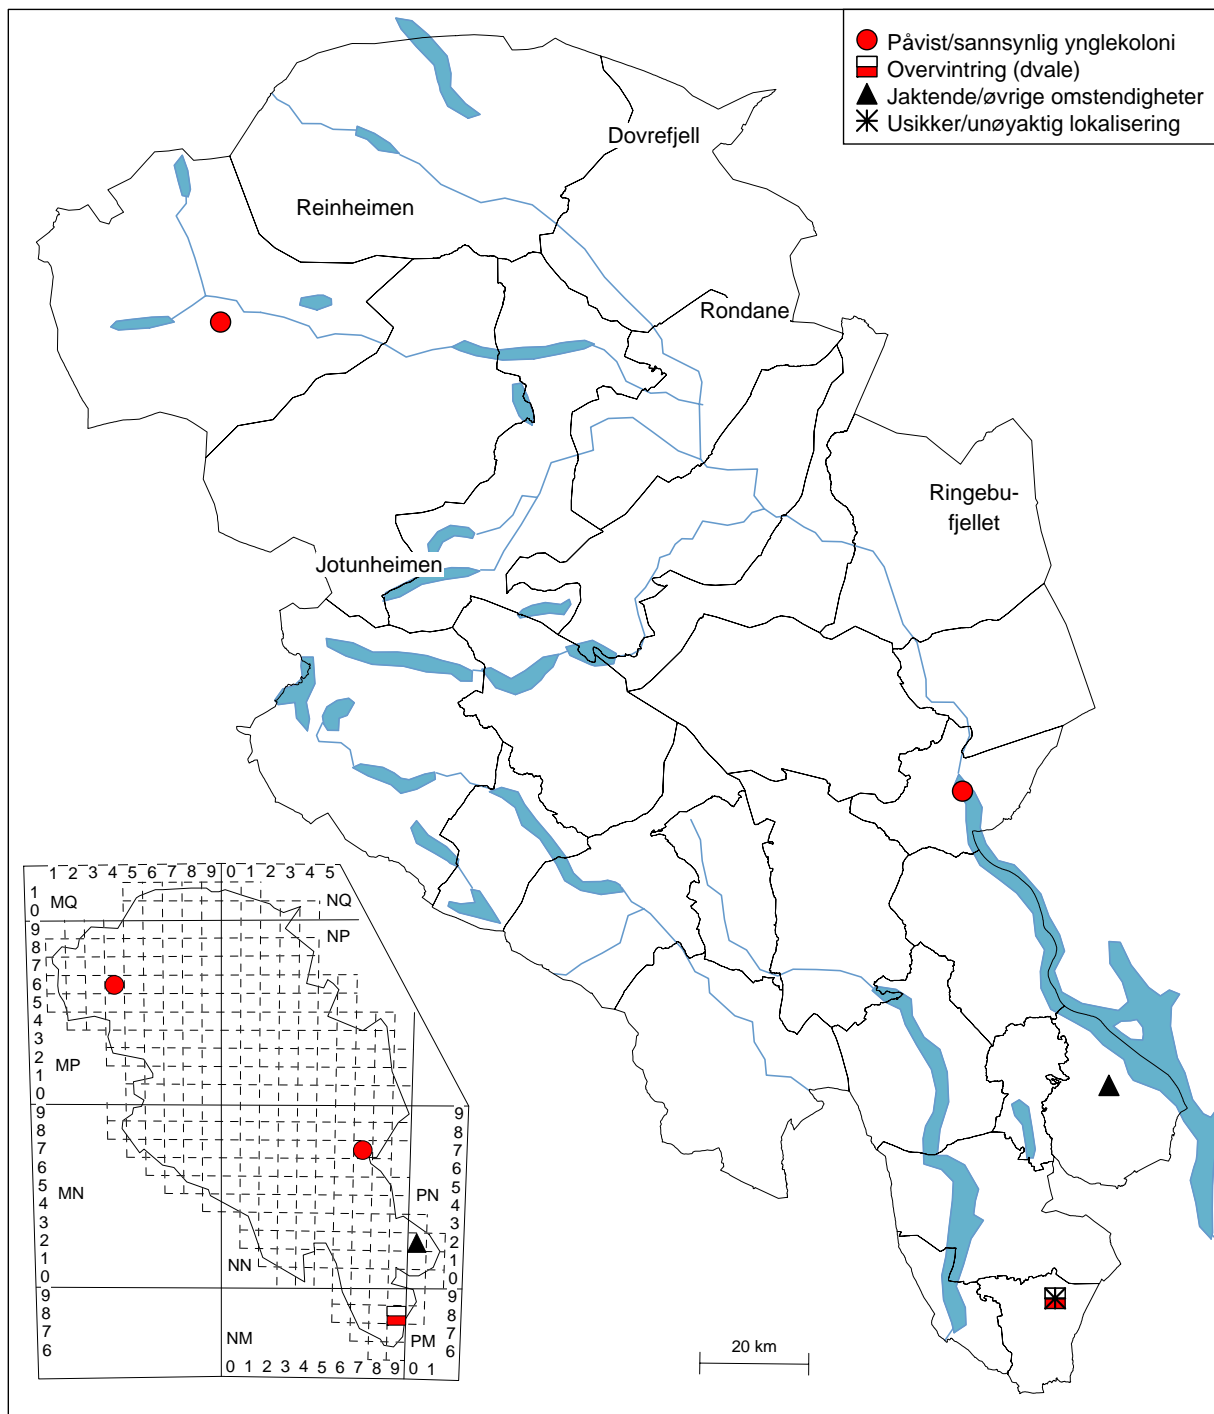 Påvist/sannsynlig ynglekoloni
Overvintring (dvale)
Jaktende/øvrige omstendigheter
Usikker/unøyaktig lokalisering
Dovrefjell
Reinheimen
Rondane
Ringebu-
fjellet
Jotunheimen
1 2 3 4 5 6 7 8 9 0 1 2 3 4 5
1
0
MQ
NQ
9
8
7
6
5
4
3
2
1
0
NP
MP
9
8
7
6
5
4
3
2
1
0
9
8
7
6
5
4
3
2
1
0
MN
PN
NN
9
8
7
6
9
8
7
6
NM
PM
0 1 2 3 4 5 6 7 8 9 0 1
20 km